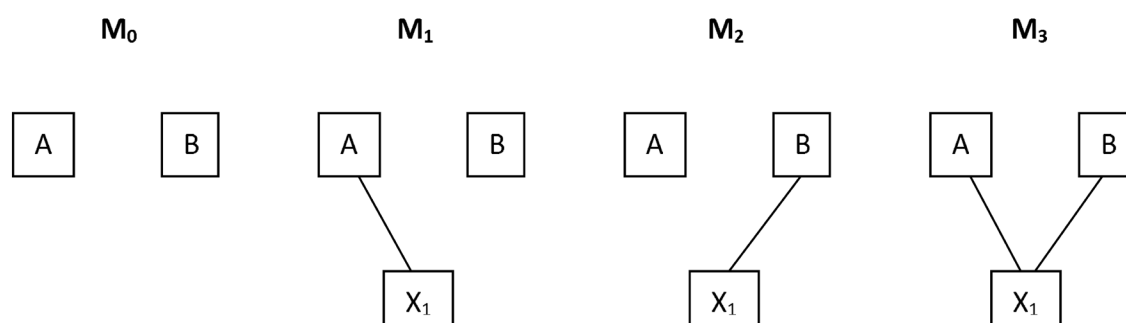 M₀ M₁ M₂ M₃
A B A B A B A B
X₁ X₁ X₁